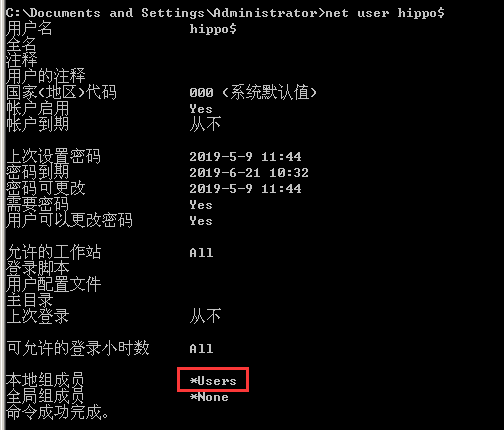 C:\Documents and Settings\Administrator>net user hippo$
用户名 hippo$
全名
注释
用户的注释
国家(地区)代码 000 (系统默认值)
帐户启用 Yes
帐户到期 从不
上次设置密码 2019-5-9 11:44
密码到期 2019-6-21 10:32
密码可更改 2019-5-9 11:44
需要密码 Yes
用户可以更改密码 Yes
允许的工作站 All
登录脚本
用户配置文件
主目录
上次登录 从不
可允许的登录小时数 All
本地组成员 *Users
全局组成员 *None
命令成功完成。